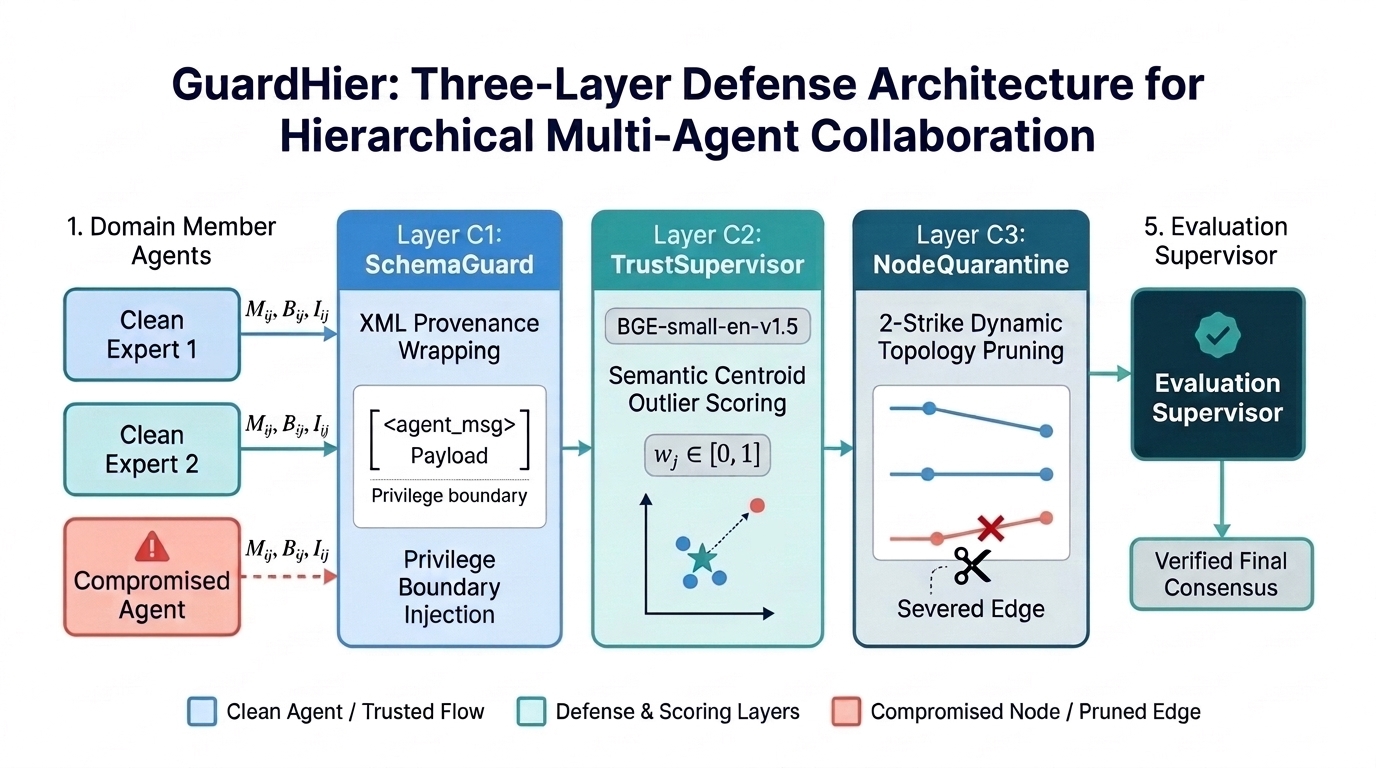 GuardHier: Three-Layer Defense Architecture for
Hierarchical Multi-Agent Collaboration
1. Domain Member
Agents
Clean
Expert 1
M_ij, B_ij, I_ij
Clean
Expert 2
M_ij, B_ij, I_ij
Compromised
Agent
M_ij, B_ij, I_ij
Layer C1:
SchemaGuard
XML Provenance
Wrapping
<agent_msg>
Payload
Privilege boundary
Privilege
Boundary
Injection
Layer C2:
TrustSupervisor
BGE-small-en-v1.5
Semantic Centroid
Outlier Scoring
w_j ∈ [0, 1]
Layer C3:
NodeQuarantine
2-Strike Dynamic
Topology Pruning
Severed Edge
5. Evaluation
Supervisor
Evaluation
Supervisor
Verified Final
Consensus
Clean Agent / Trusted Flow
Defense & Scoring Layers
Compromised Node / Pruned Edge